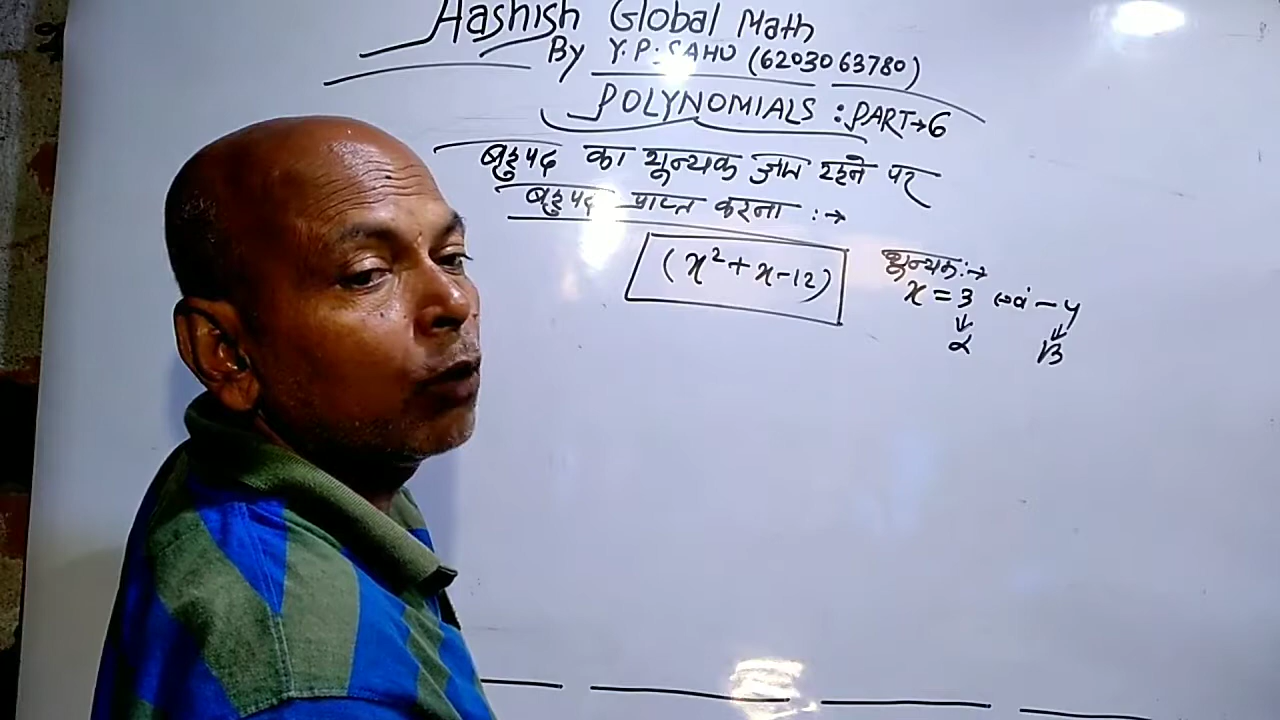 Hashish Global Math
By Y.P. SAHU (6203063780)
POLYNOMIALS : PART→6
बहुपद का शून्यक ज्ञात रहने पर
बहुपद प्राप्त करना :→
(x²+x-12)
शून्यक:→
x = 3 एवं -4
↓ ↓
α β